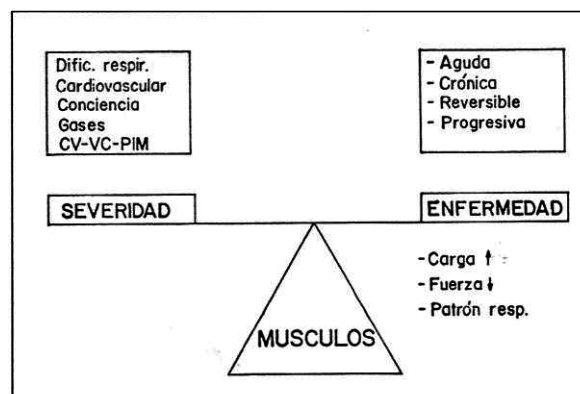 Dific. respir.
Cardiovascular
Conciencia
Gases
CV-VC-PIM
- Aguda
- Crónica
- Reversible
- Progresiva
SEVERIDAD
ENFERMEDAD
- Carga ↑
- Fuerza ↓
- Patrón resp.
MUSCULOS